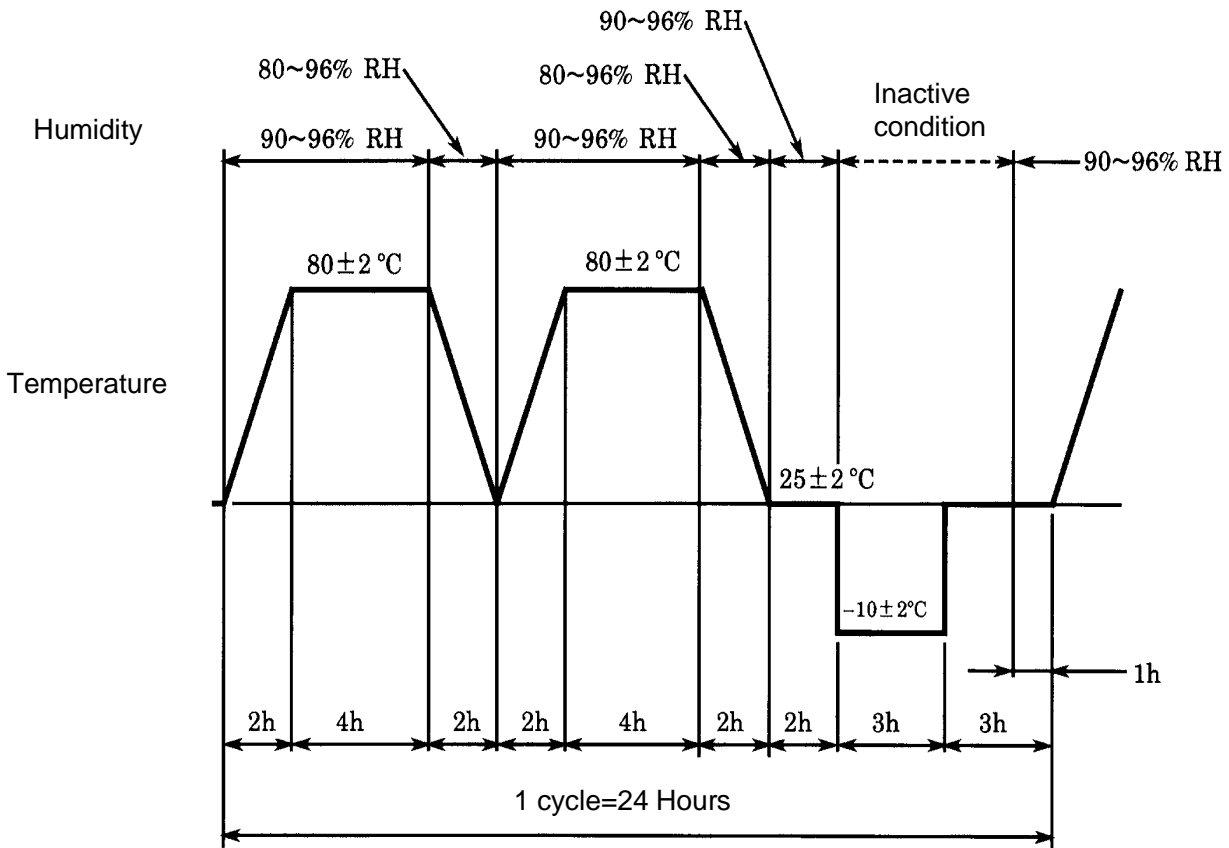 90~96% RH
80~96% RH
80~96% RH
Inactive
condition
Humidity
90~96% RH
90~96% RH
90~96% RH
80±2 °C
80±2 °C
Temperature
25±2 °C
−10±2°C
1h
2h
4h
2h
2h
4h
2h
2h
3h
3h
1 cycle=24 Hours